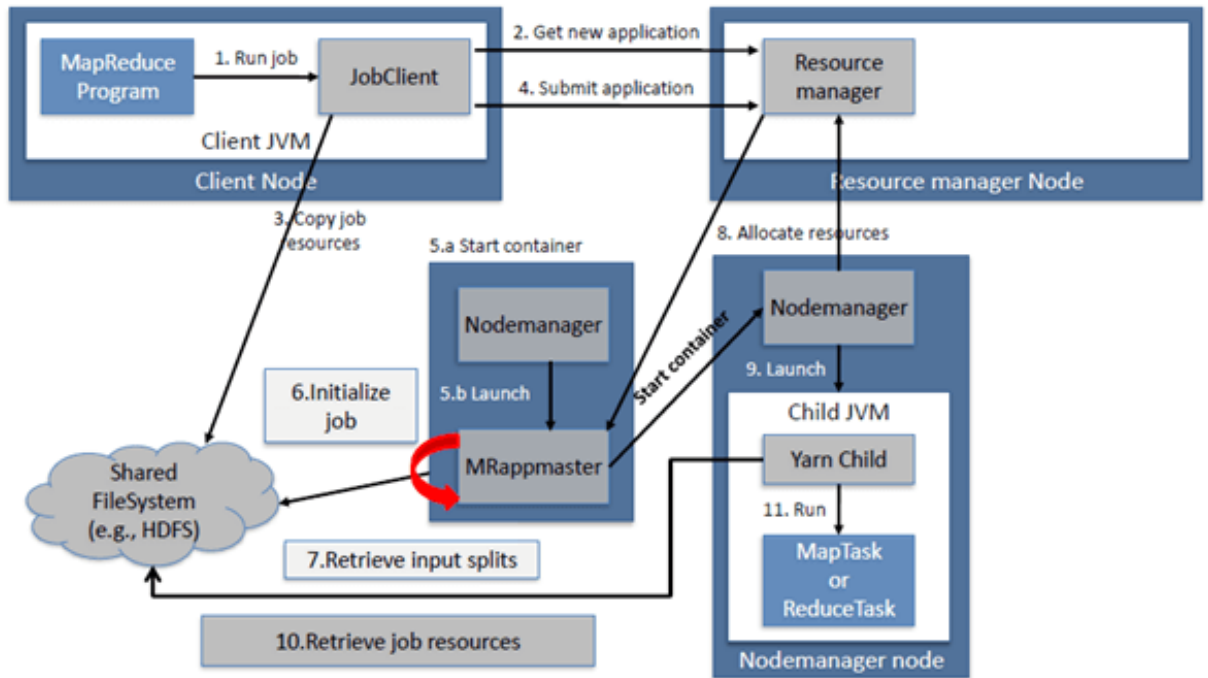 MapReduce
Program
1. Run job
JobClient
Client JVM
Client Node
2. Get new application
4. Submit application
Resource
manager
Resource manager Node
3. Copy job
resources
5.a Start container
Nodemanager
5.b Launch
MRappmaster
Start container
8. Allocate resources
Nodemanager
9. Launch
Child JVM
Yarn Child
11. Run
MapTask
or
ReduceTask
Nodemanager node
6.Initialize
job
Shared
FileSystem
(e.g., HDFS)
7.Retrieve input splits
10.Retrieve job resources